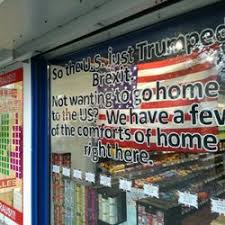 So the U.S. just Trumped
Brexit.
Not wanting to go home
to the US? We have a few
of the comforts of home
right here.